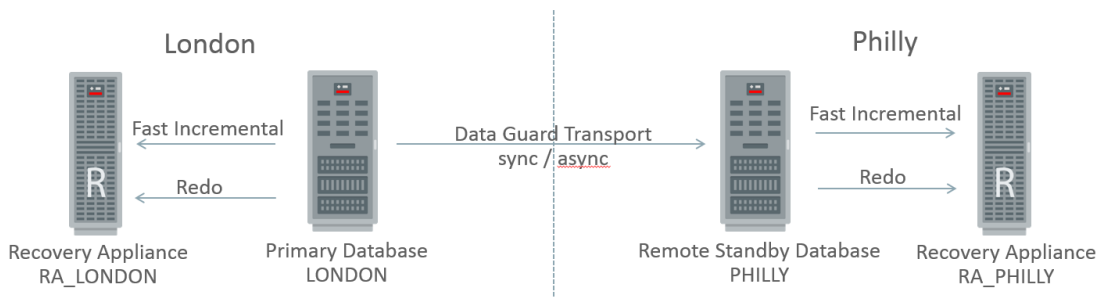 London
Philly
Fast Incremental
Redo
Data Guard Transport
sync / async
Fast Incremental
Redo
R
R
Recovery Appliance
RA_LONDON
Primary Database
LONDON
Remote Standby Database
PHILLY
Recovery Appliance
RA_PHILLY